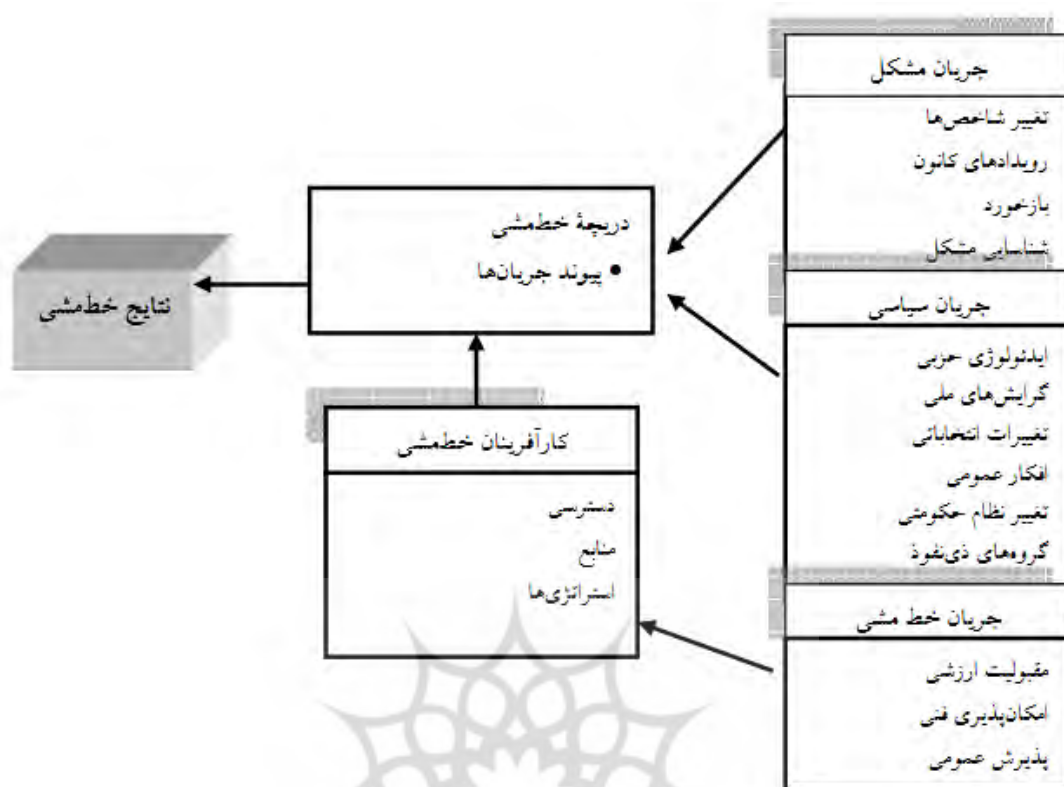 جریان مشکل
تغییر شاخص‌ها
رویدادهای کانون
بازخورد
شناسایی مشکل
جریان سیاسی
ایدئولوژی حزبی
گرایش‌های ملی
تغییرات انتخاباتی
افکار عمومی
تغییر نظام حکومتی
گروه‌های ذی‌نفوذ
جریان خط مشی
مقبولیت ارزشی
امکان‌پذیری فنی
پذیرش عمومی
دریچهٔ خط‌مشی
• پیوند جریان‌ها
کارآفرینان خط‌مشی
دسترسی
منابع
استراتژی‌ها
نتایج خط‌مشی